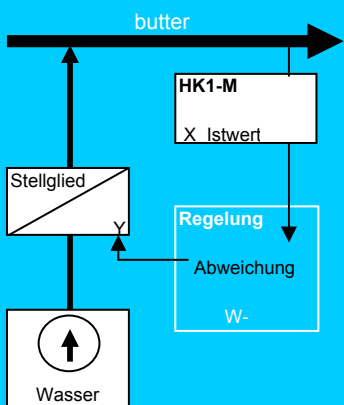 butter
HK1-M
X Istwert
Stellglied
Y
Regelung
Abweichung
W-
Wasser